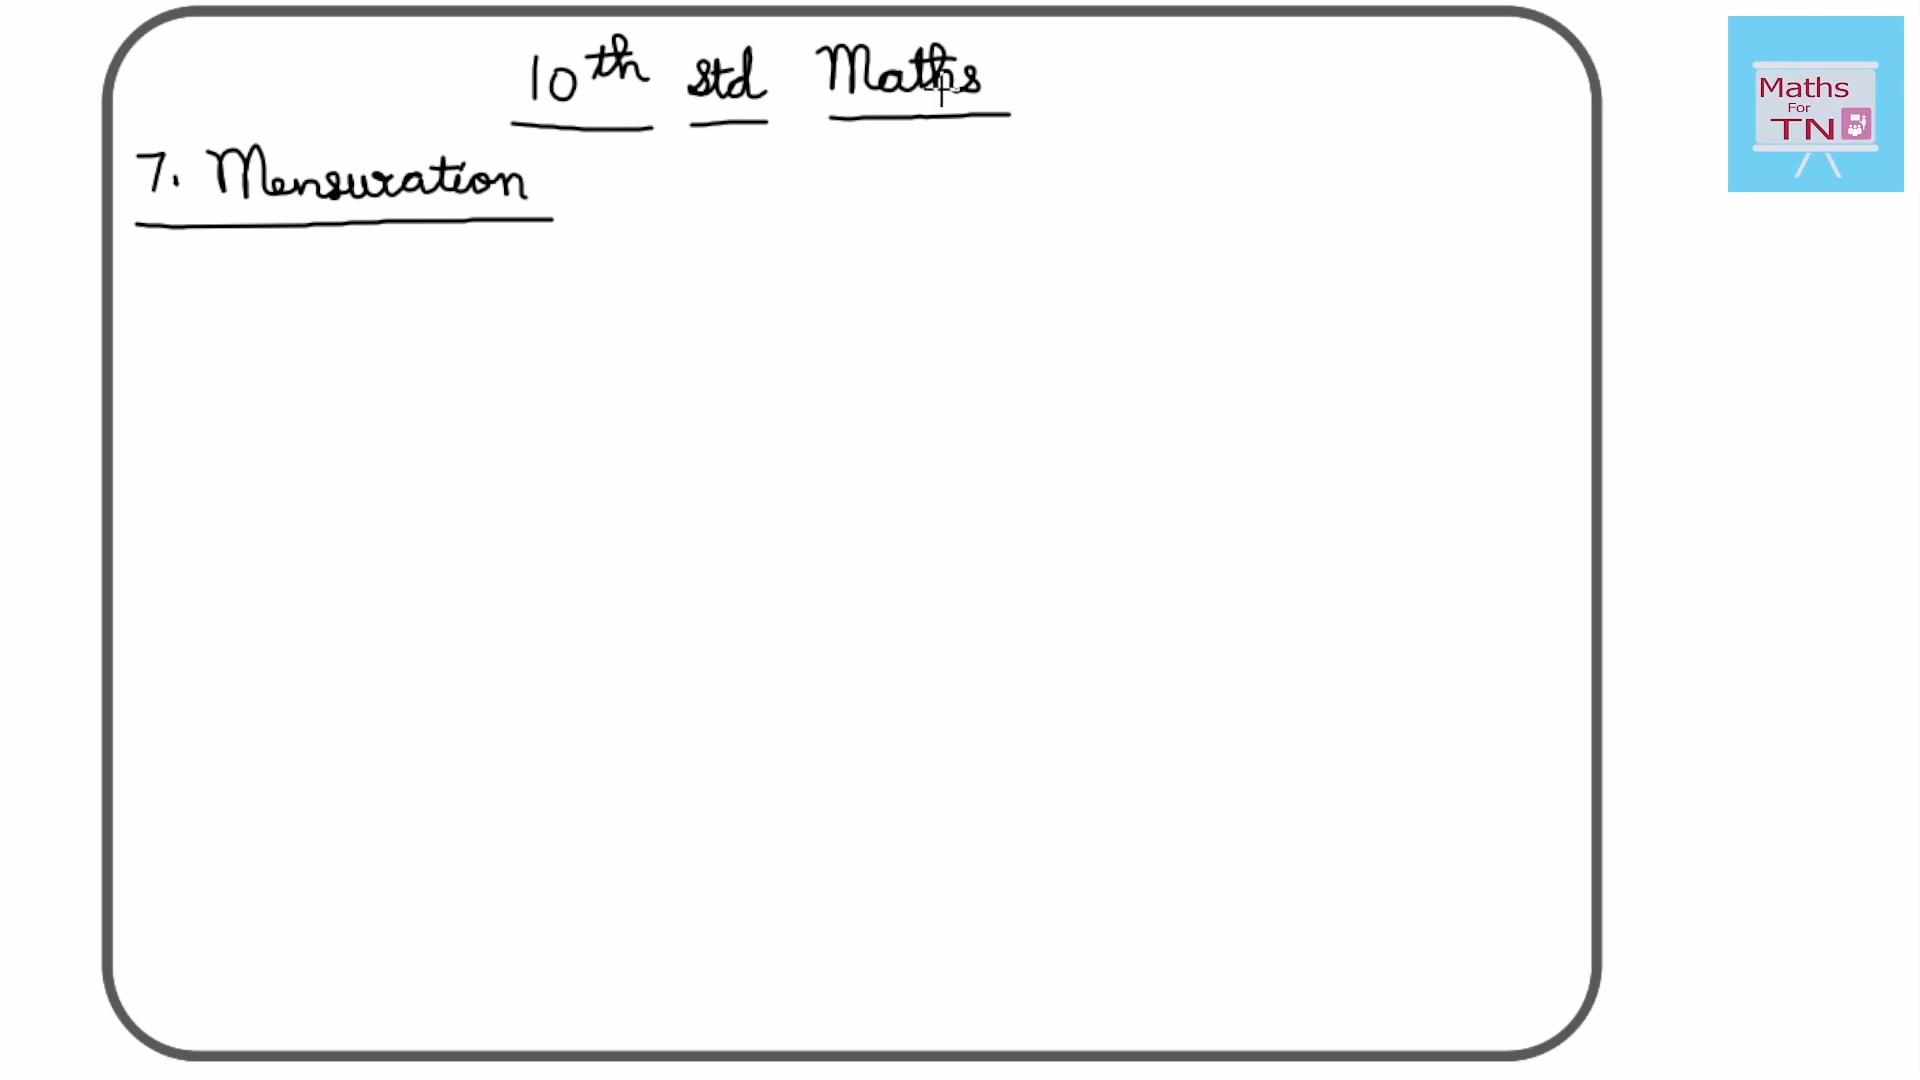 10th std Maths
7. Mensuration
Maths
For
TN